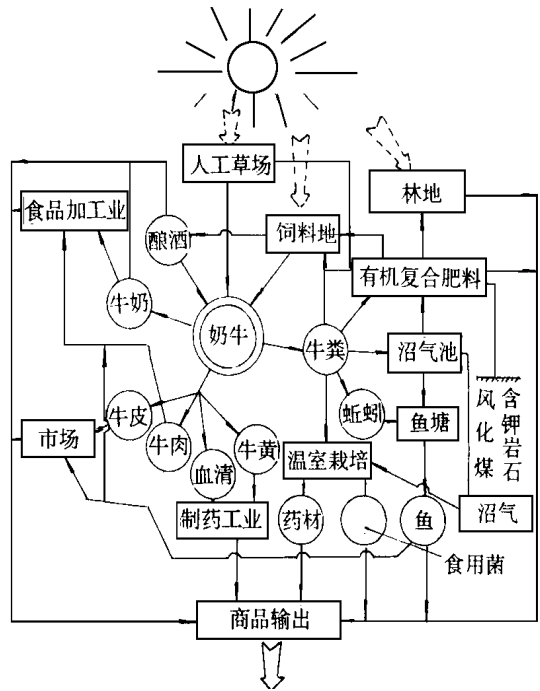 人工草场
林地
食品加工业
酿酒
饲料地
有机复合肥料
牛奶
奶牛
牛粪
沼气池
蚯蚓
鱼塘
风化煤
含钾岩石
牛皮
市场
牛肉
牛黄
血清
温室栽培
制药工业
药材
鱼
沼气
食用菌
商品输出